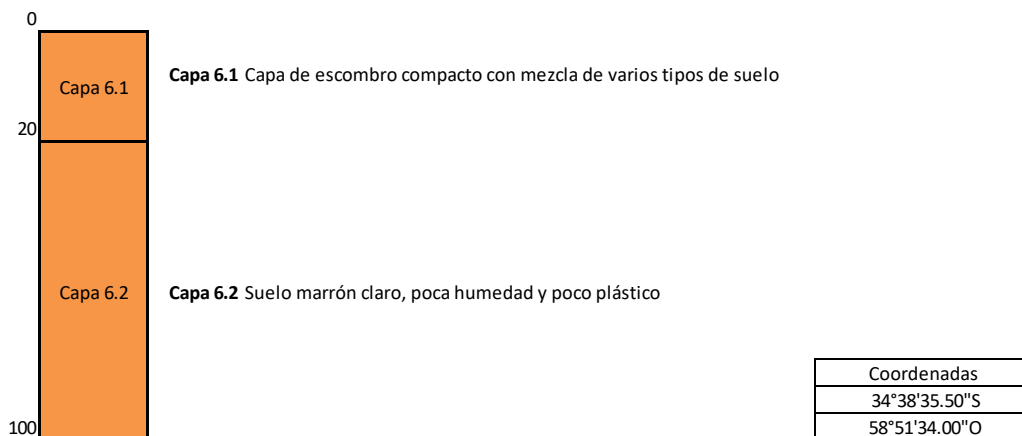 0
Capa 6.1
Capa 6.1 Capa de escombro compacto con mezcla de varios tipos de suelo
20
Capa 6.2
Capa 6.2 Suelo marrón claro, poca humedad y poco plástico
100
Coordenadas
34°38'35.50"S
58°51'34.00"O